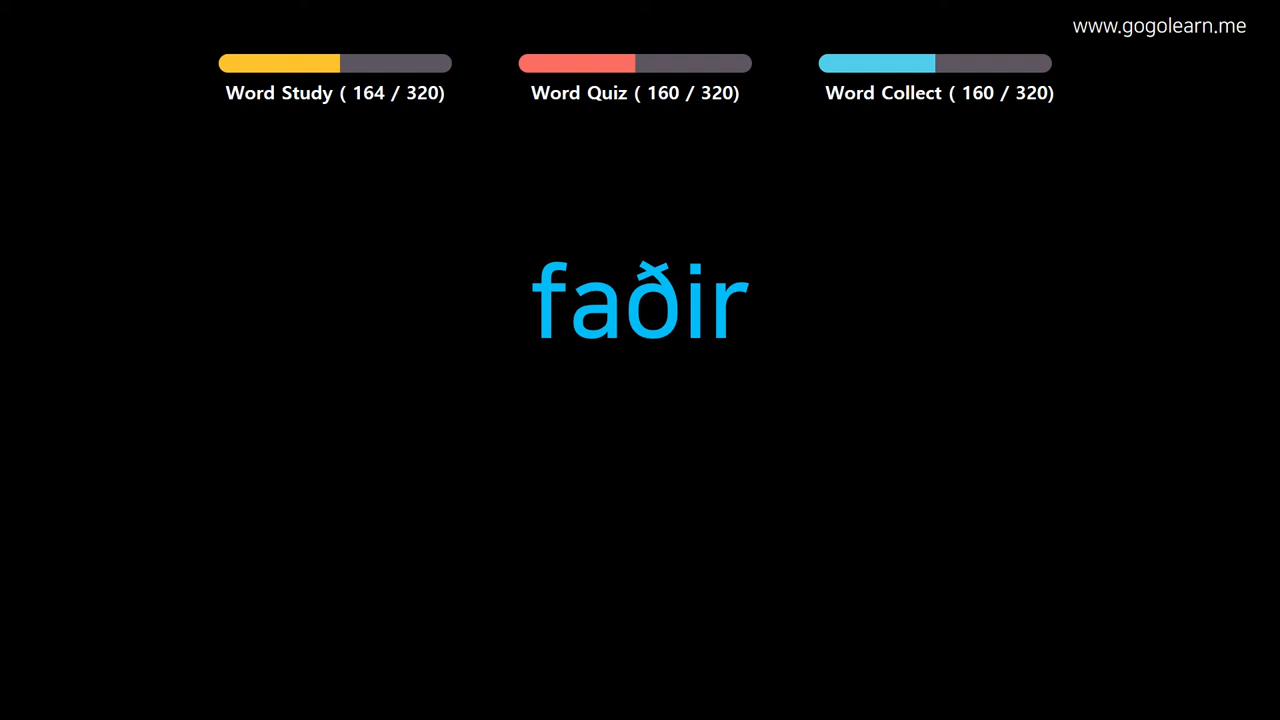 www.gogolearn.me
Word Study ( 164 / 320)
Word Quiz ( 160 / 320)
Word Collect ( 160 / 320)
faðir